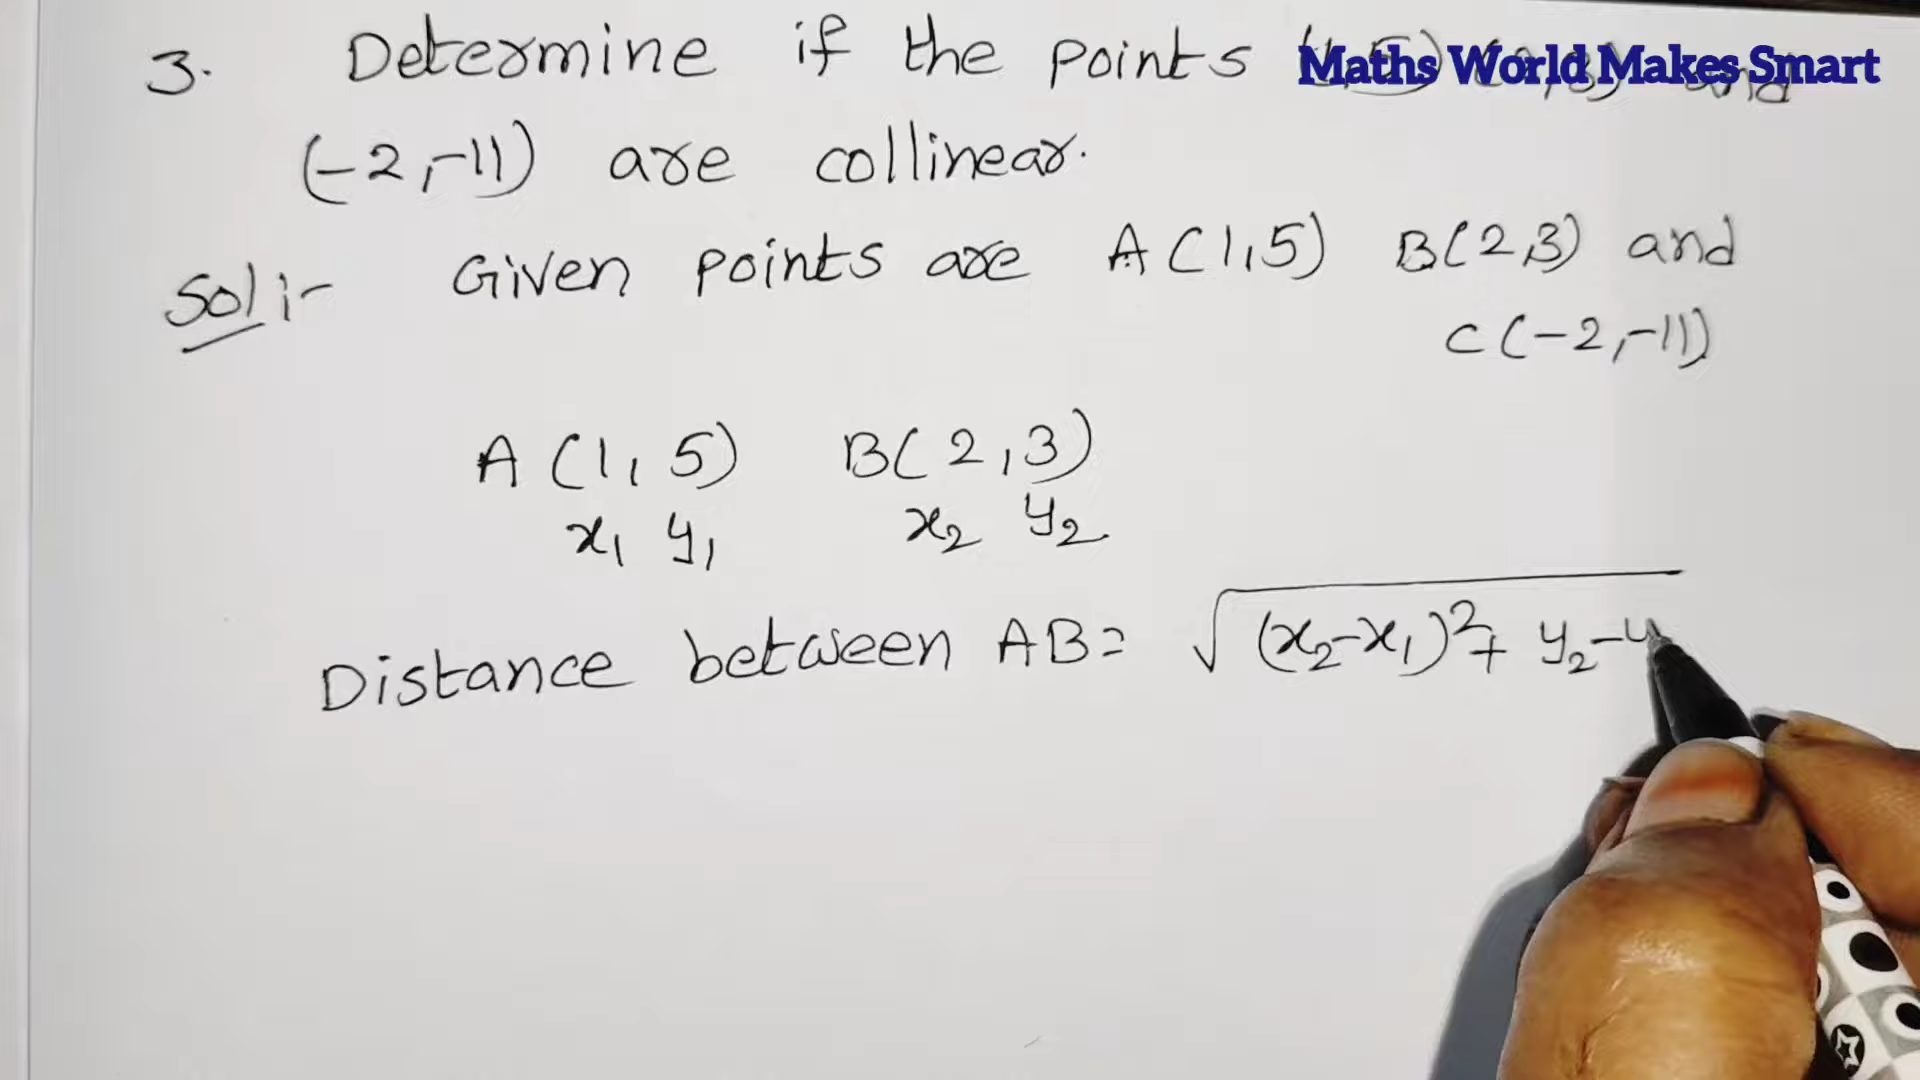 3. Determine if the points
Maths World Makes Smart
(-2,-11) are collinear.
Sol:- Given points are A(1,5) B(2,3) and
C(-2,-11)
A(1,5) B(2,3)
x₁ y₁ x₂ y₂
Distance between AB= √(x₂-x₁)²+ y₂-y